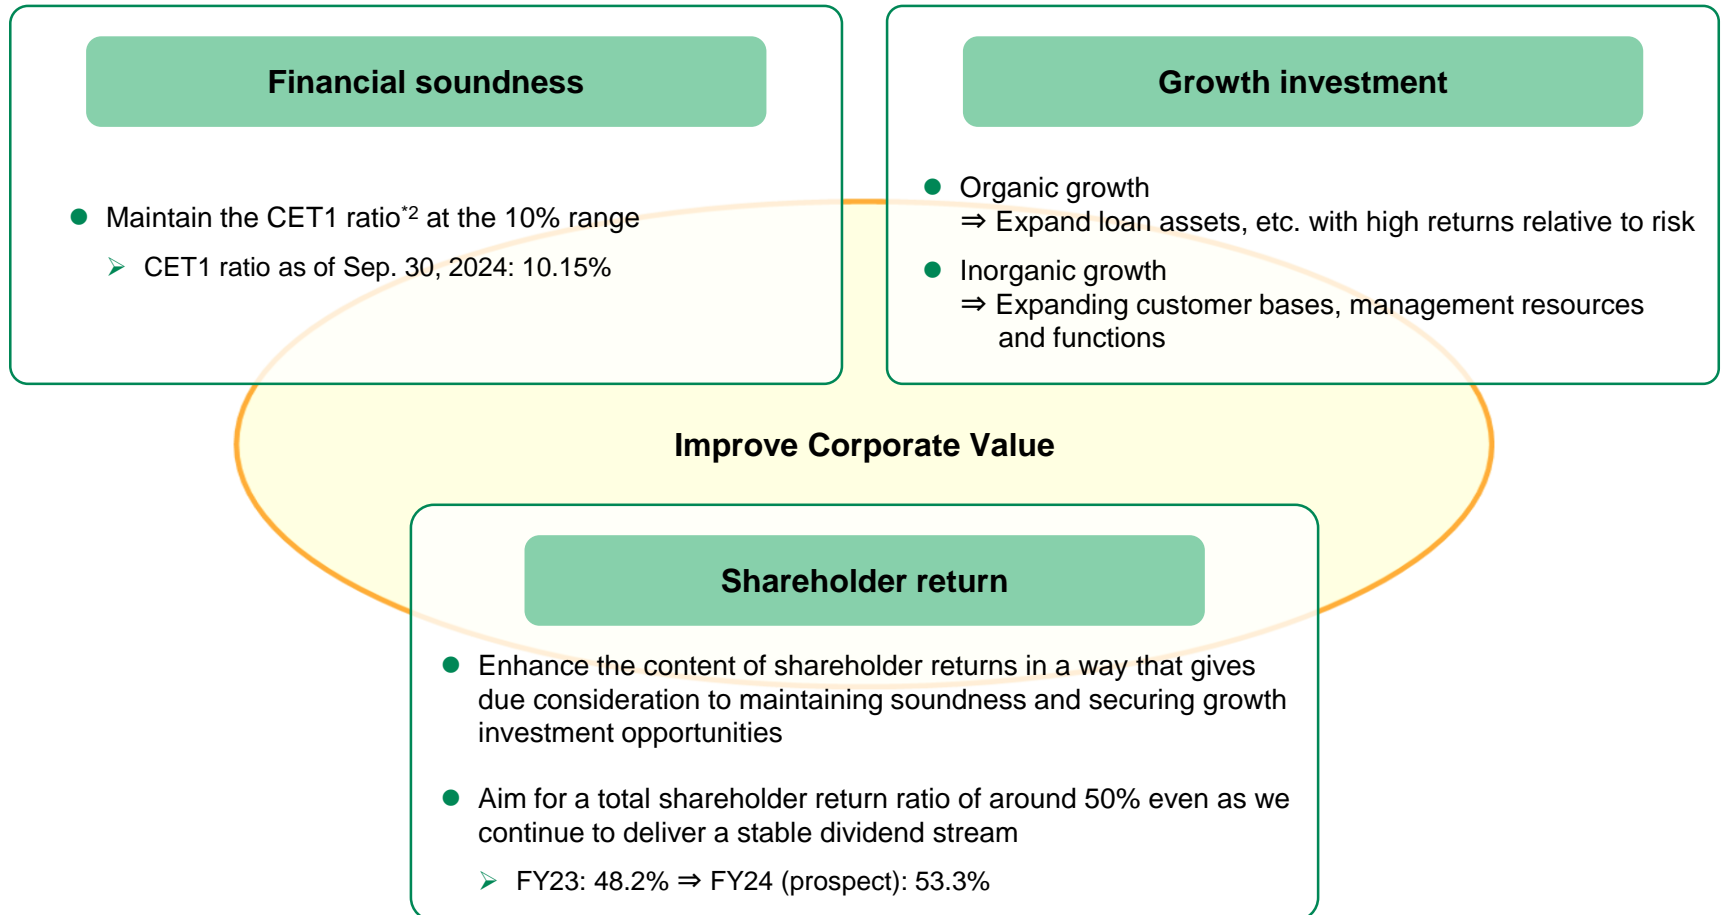 Financial soundness
● Maintain the CET1 ratio*2 at the 10% range
➢ CET1 ratio as of Sep. 30, 2024: 10.15%
Growth investment
● Organic growth
⇒ Expand loan assets, etc. with high returns relative to risk
● Inorganic growth
⇒ Expanding customer bases, management resources
and functions
Improve Corporate Value
Shareholder return
● Enhance the content of shareholder returns in a way that gives
due consideration to maintaining soundness and securing growth
investment opportunities
● Aim for a total shareholder return ratio of around 50% even as we
continue to deliver a stable dividend stream
➢ FY23: 48.2% ⇒ FY24 (prospect): 53.3%